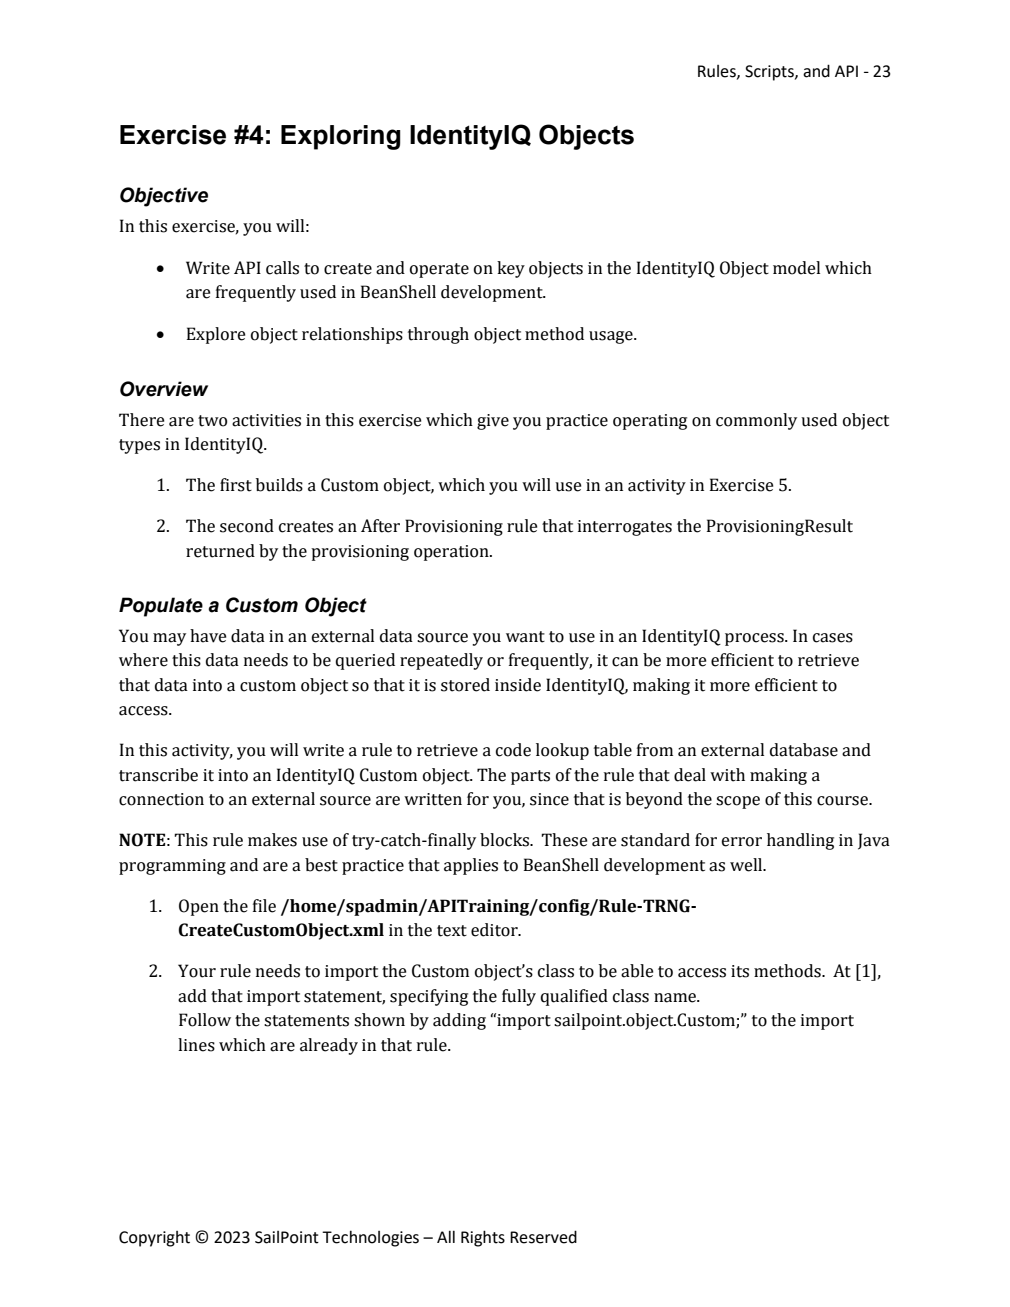 Rules, Scripts, and API - 23
Exercise #4: Exploring IdentityIQ Objects
Objective
In this exercise, you will:
• Write API calls to create and operate on key objects in the IdentityIQ Object model which
are frequently used in BeanShell development.
• Explore object relationships through object method usage.
Overview
There are two activities in this exercise which give you practice operating on commonly used object
types in IdentityIQ.
1. The first builds a Custom object, which you will use in an activity in Exercise 5.
2. The second creates an After Provisioning rule that interrogates the ProvisioningResult
returned by the provisioning operation.
Populate a Custom Object
You may have data in an external data source you want to use in an IdentityIQ process. In cases
where this data needs to be queried repeatedly or frequently, it can be more efficient to retrieve
that data into a custom object so that it is stored inside IdentityIQ, making it more efficient to
access.
In this activity, you will write a rule to retrieve a code lookup table from an external database and
transcribe it into an IdentityIQ Custom object. The parts of the rule that deal with making a
connection to an external source are written for you, since that is beyond the scope of this course.
NOTE: This rule makes use of try-catch-finally blocks.  These are standard for error handling in Java
programming and are a best practice that applies to BeanShell development as well.
1. Open the file /home/spadmin/APITraining/config/Rule-TRNG-
CreateCustomObject.xml in the text editor.
2. Your rule needs to import the Custom object’s class to be able to access its methods.  At [1],
add that import statement, specifying the fully qualified class name.
Follow the statements shown by adding “import sailpoint.object.Custom;” to the import
lines which are already in that rule.
Copyright © 2023 SailPoint Technologies – All Rights Reserved